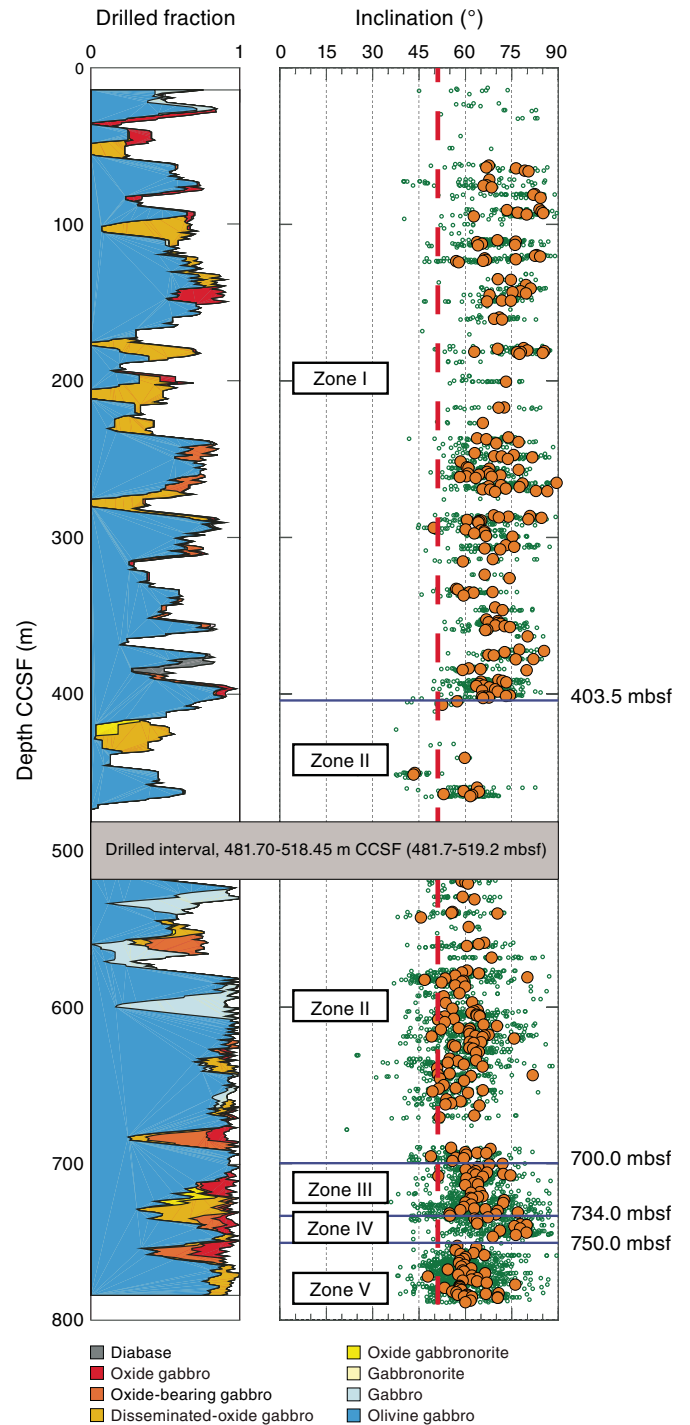 Drilled fraction
Inclination (°)
0 1
0 15 30 45 60 75 90
0
100
200
300
400
500
600
700
800
Depth CCSF (m)
Zone I
403.5 mbsf
Zone II
Drilled interval, 481.70-518.45 m CCSF (481.7-519.2 mbsf)
Zone II
700.0 mbsf
Zone III
734.0 mbsf
Zone IV
750.0 mbsf
Zone V
Diabase
Oxide gabbro
Oxide-bearing gabbro
Disseminated-oxide gabbro
Oxide gabbronorite
Gabbronorite
Gabbro
Olivine gabbro